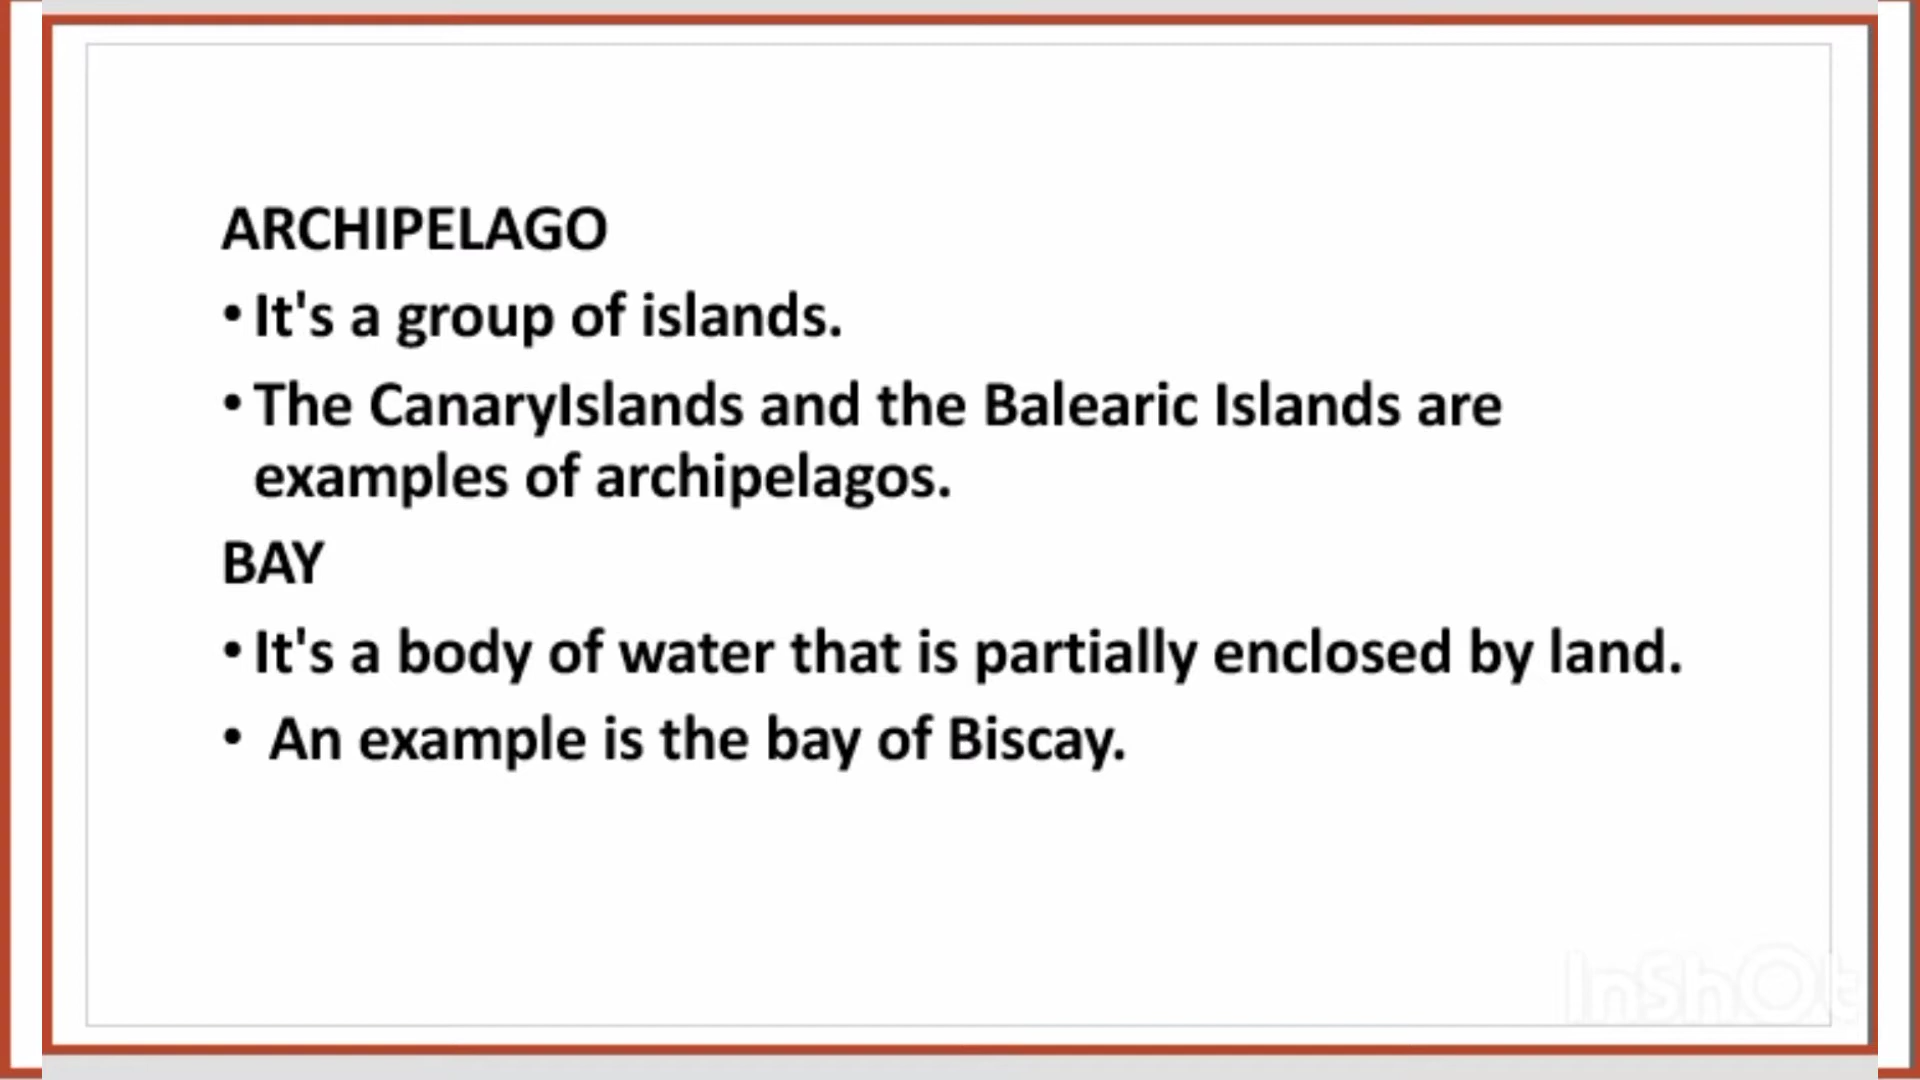 ARCHIPELAGO
• It's a group of islands.
• The CanaryIslands and the Balearic Islands are
examples of archipelagos.
BAY
• It's a body of water that is partially enclosed by land.
• An example is the bay of Biscay.
InShOt